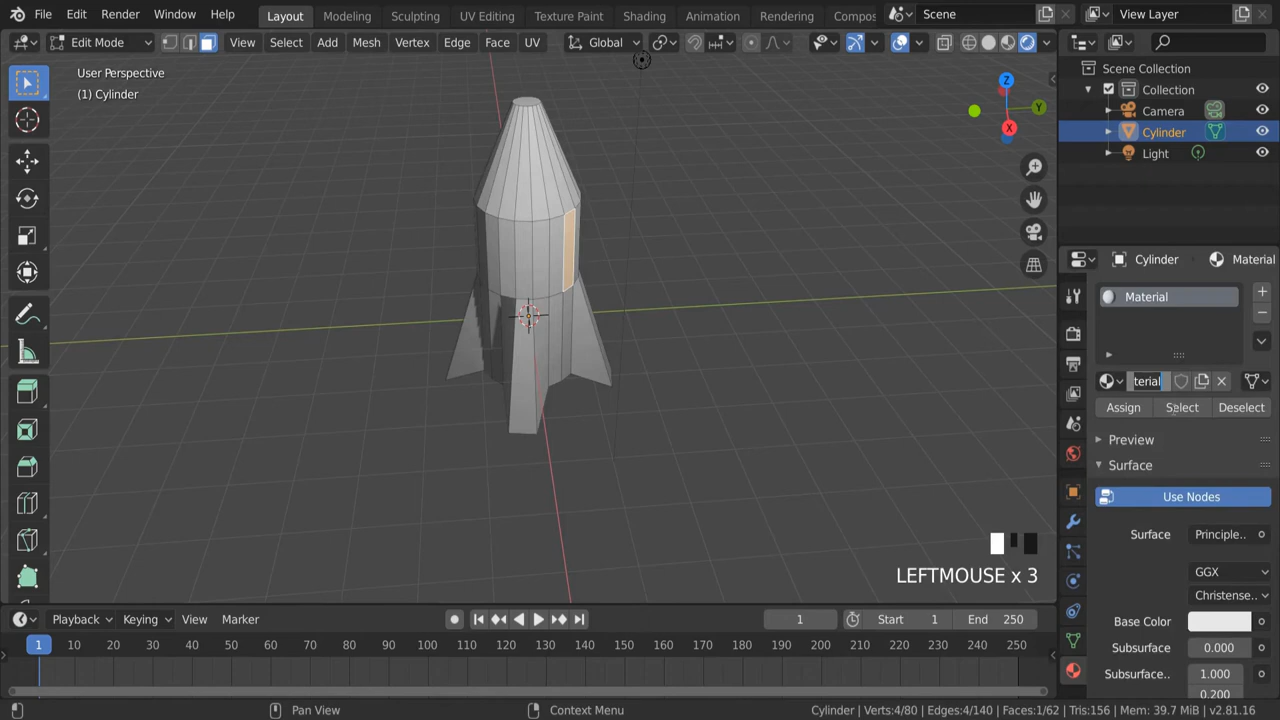 File Edit Render Window Help Layout Modeling Sculpting UV Editing Texture Paint Shading Animation Rendering Compos Scene View Layer
Edit Mode View Select Add Mesh Vertex Edge Face UV Global
User Perspective
(1) Cylinder
Z
Y
X
Scene Collection
Collection
Camera
Cylinder
Light
Cylinder Material
Material
terial
Assign Select Deselect
Preview
Surface
Use Nodes
Surface Principle..
GGX
Christense..
Base Color
Subsurface 0.000
Subsurface.. 1.000
0.200
LEFTMOUSE x 3
Playback Keying View Marker 1 Start 1 End 250
1 10 20 30 40 50 60 70 80 90 100 110 120 130 140 150 160 170 180 190 200 210 220 230 240 250
Pan View Context Menu Cylinder | Verts:4/80 | Edges:4/140 | Faces:1/62 | Tris:156 | Mem: 39.7 MiB | v2.81.16